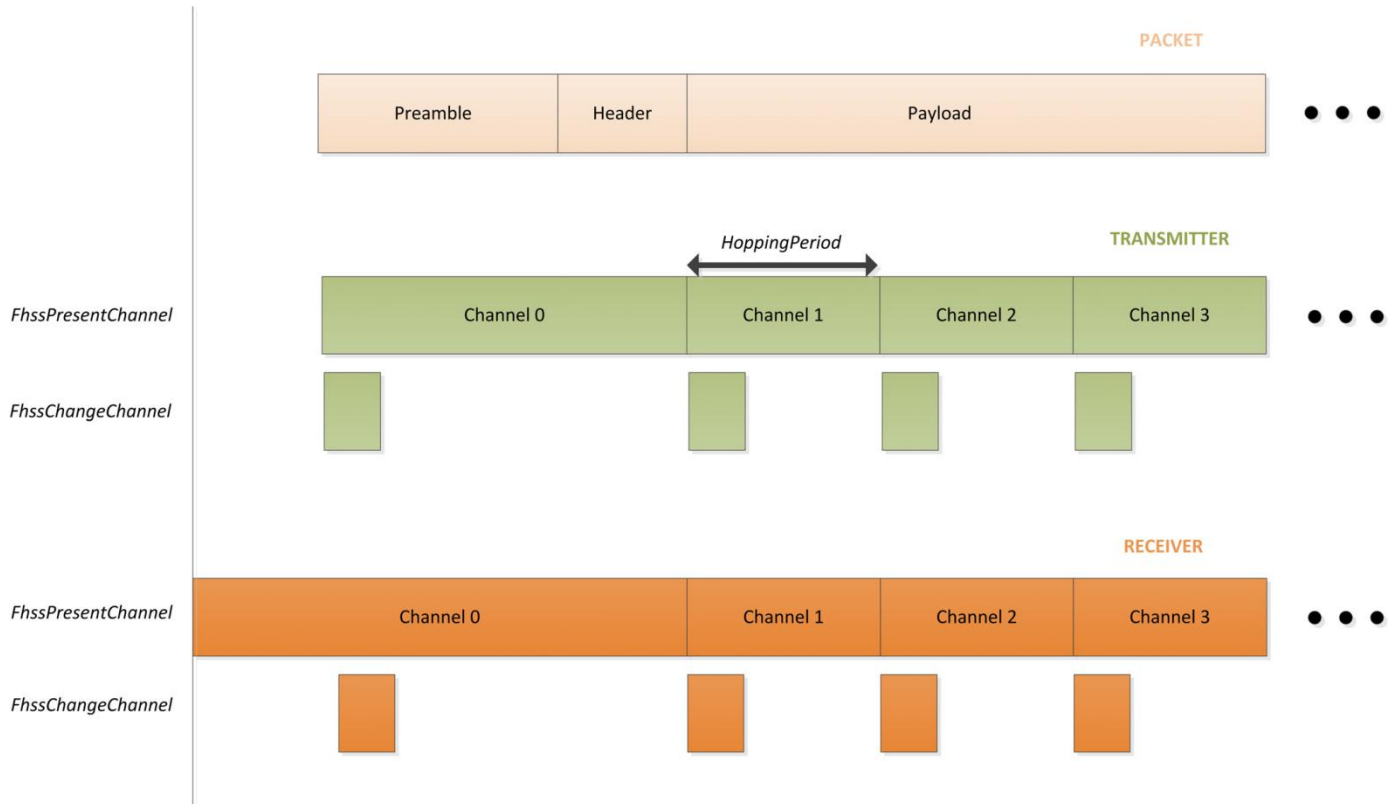 PACKET
Preamble Header Payload
HoppingPeriod
TRANSMITTER
FhssPresentChannel Channel 0 Channel 1 Channel 2 Channel 3
FhssChangeChannel
RECEIVER
FhssPresentChannel Channel 0 Channel 1 Channel 2 Channel 3
FhssChangeChannel